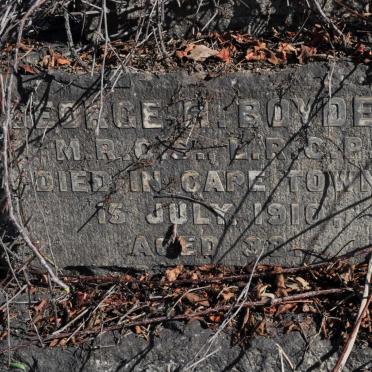 GEORGE H. BOYDE
M.R.C.S., L.R.C.P.
DIED IN CAPE TOWN
15 JULY, 1910
AGED